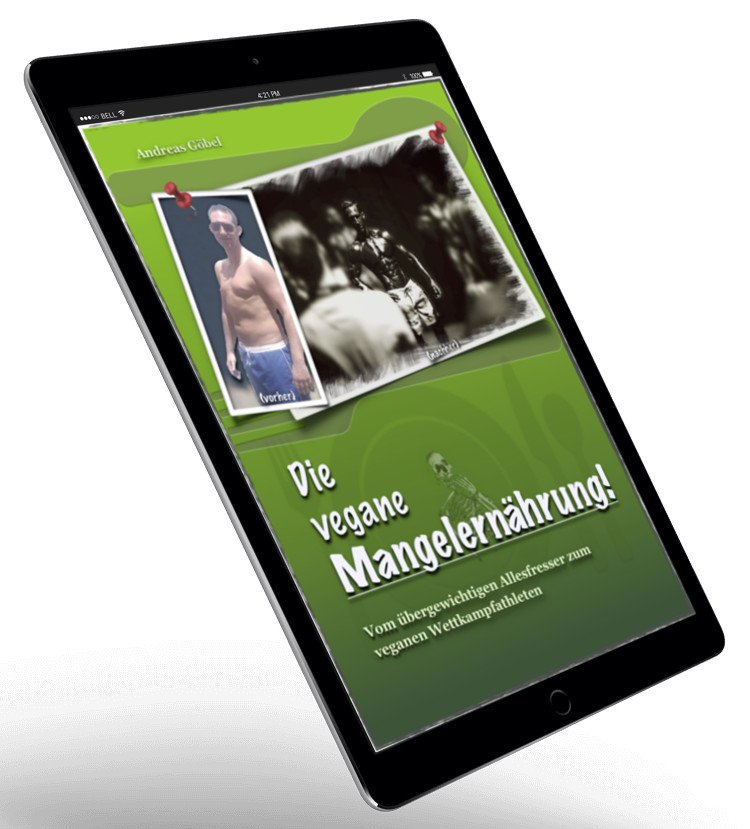 ●●●○○ BELL 4:21 PM 100%
Andreas Göbel
(vorher)
(nachher)
Die
vegane
Mangelernährung!
Vom übergewichtigen Allesfresser zum
veganen Wettkampfathleten